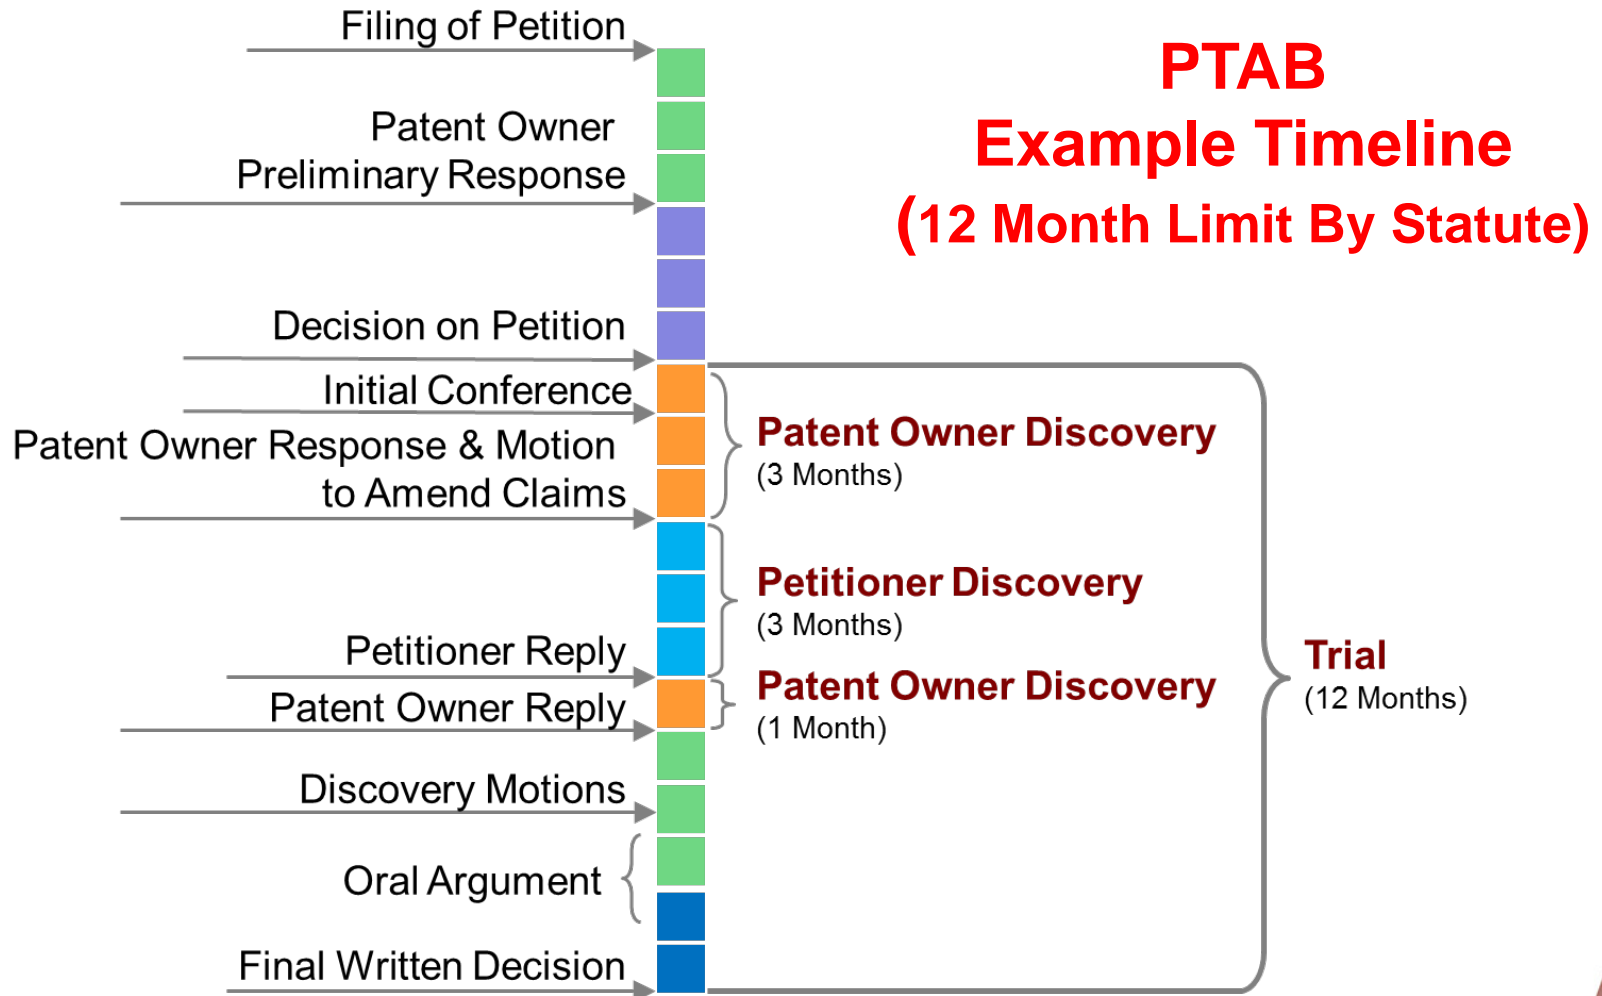 Filing of Petition
PTAB
Example Timeline
(12 Month Limit By Statute)
Patent Owner
Preliminary Response
Decision on Petition
Initial Conference
Patent Owner Response & Motion
to Amend Claims
Patent Owner Discovery
(3 Months)
Petitioner Discovery
(3 Months)
Petitioner Reply
Patent Owner Discovery
(1 Month)
Trial
(12 Months)
Patent Owner Reply
Discovery Motions
Oral Argument
Final Written Decision